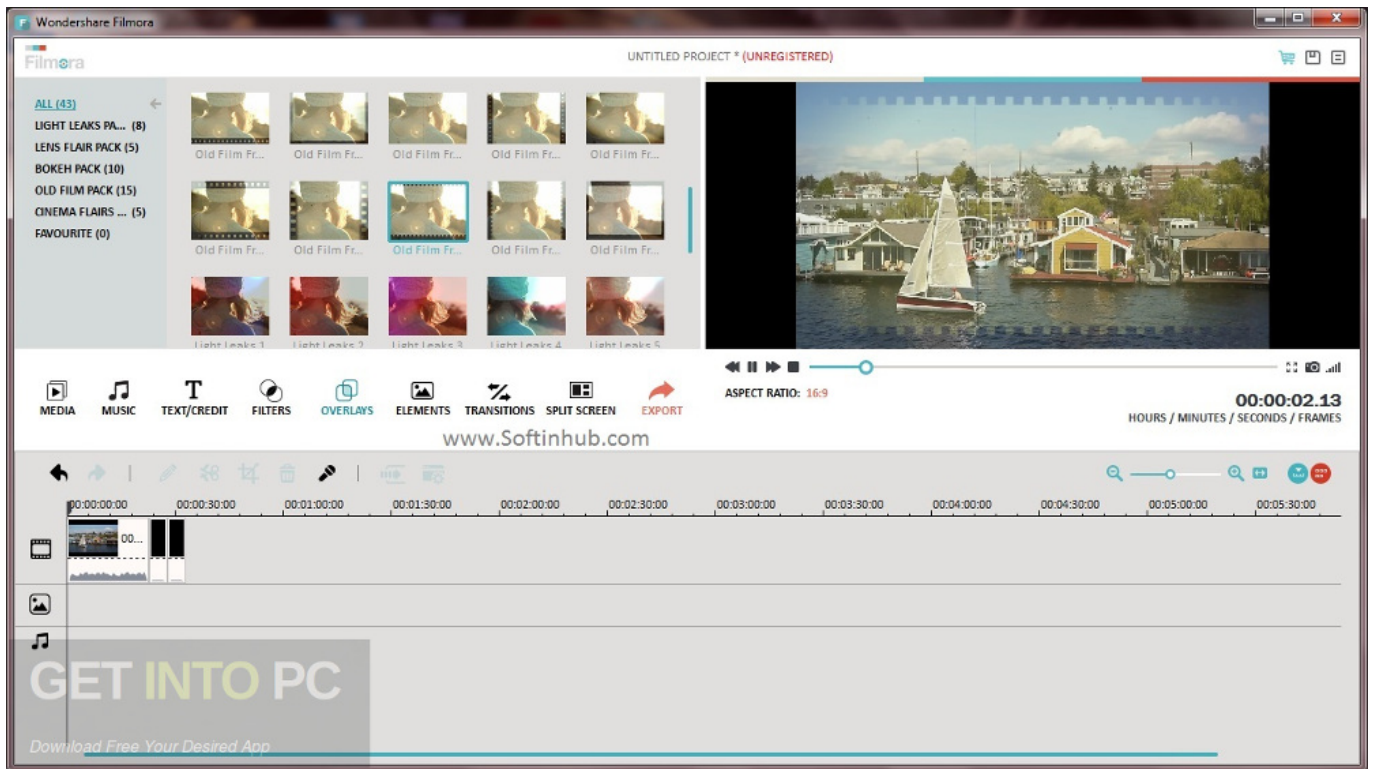 Wondershare Filmora
Filmora
UNTITLED PROJECT * (UNREGISTERED)
ALL (43)
LIGHT LEAKS PA... (8)
LENS FLAIR PACK (5)
BOKEH PACK (10)
OLD FILM PACK (15)
CINEMA FLAIRS ... (5)
FAVOURITE (0)
Old Film Fr... Old Film Fr... Old Film Fr... Old Film Fr... Old Film Fr...
Old Film Fr... Old Film Fr... Old Film Fr... Old Film Fr... Old Film Fr...
Light Leaks 1 Light Leaks 2 Light Leaks 3 Light Leaks 4 Light Leaks 5
ASPECT RATIO: 16:9
00:00:02.13
HOURS / MINUTES / SECONDS / FRAMES
MEDIA MUSIC TEXT/CREDIT FILTERS OVERLAYS ELEMENTS TRANSITIONS SPLIT SCREEN EXPORT
www.Softinhub.com
00:00:00:00 00:00:30:00 00:01:00:00 00:01:30:00 00:02:00:00 00:02:30:00 00:03:00:00 00:03:30:00 00:04:00:00 00:04:30:00 00:05:00:00 00:05:30:00
00...
GET INTO PC
Download Free Your Desired App